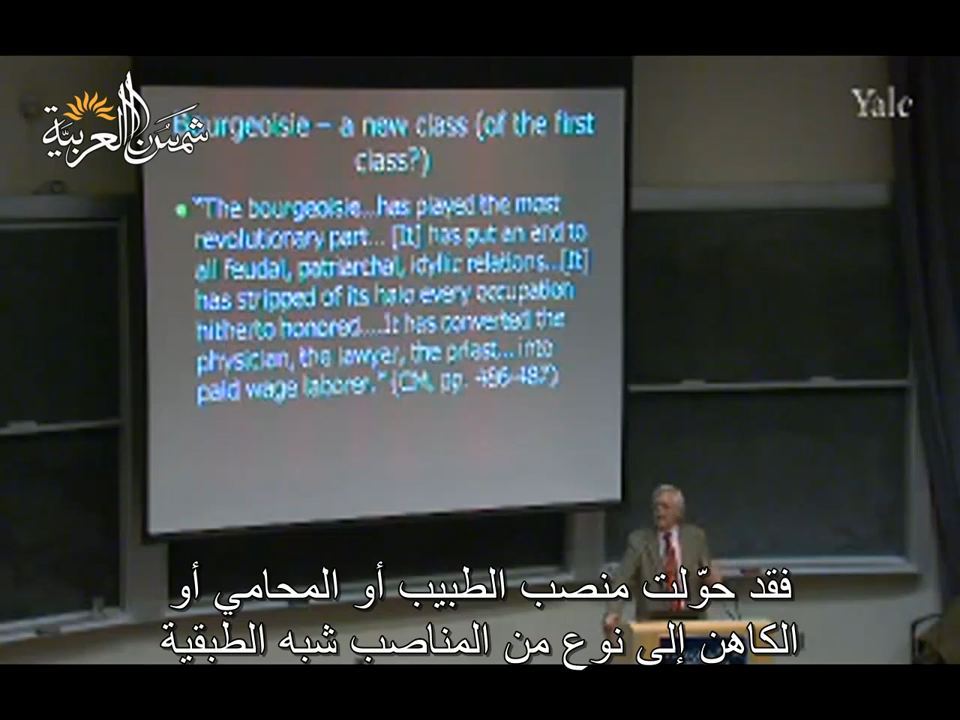 شمس العربية
Yale
Bourgeoisie – a new class (of the first
class?)
"The bourgeoisie...has played the most
revolutionary part... [It] has put an end to
all feudal, patriarchal, idyllic relations...[It]
has stripped of its halo every occupation
hitherto honored....It has converted the
physician, the lawyer, the priest...into
paid wage laborer." (CM, pp. 486-487)
فقد حوّلت منصب الطبيب أو المحامي أو
الكاهن إلى نوع من المناصب شبه الطبقية